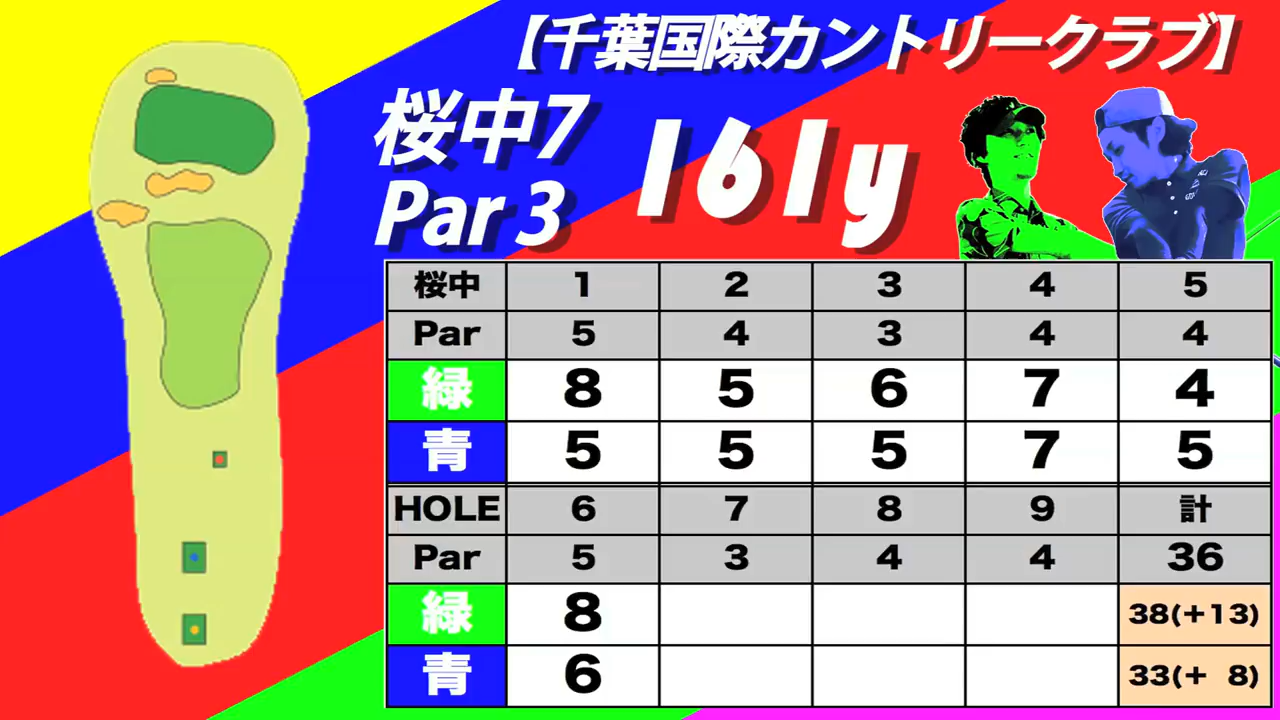 【千葉国際カントリークラブ】
桜中7
Par 3
161y
桜中 1 2 3 4 5
Par 5 4 3 4 4
緑 8 5 6 7 4
青 5 5 5 7 5
HOLE 6 7 8 9 計
Par 5 3 4 4 36
緑 8 38(+13)
青 6 33(+ 8)